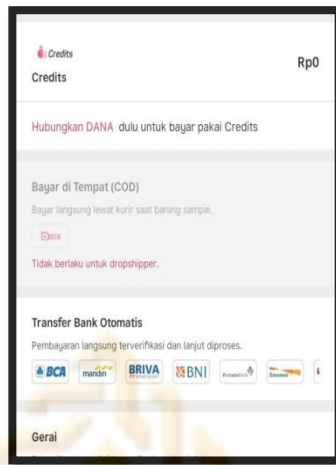 Credits
Credits
Rp0
Hubungkan DANA dulu untuk bayar pakai Credits
Bayar di Tempat (COD)
Bayar langsung lewat kurir saat barang sampai.
Tidak berlaku untuk dropshipper.
Transfer Bank Otomatis
Pembayaran langsung terverifikasi dan lanjut diproses.
BCA mandiri BRIVA BNI PermataBank Danamon
Gerai